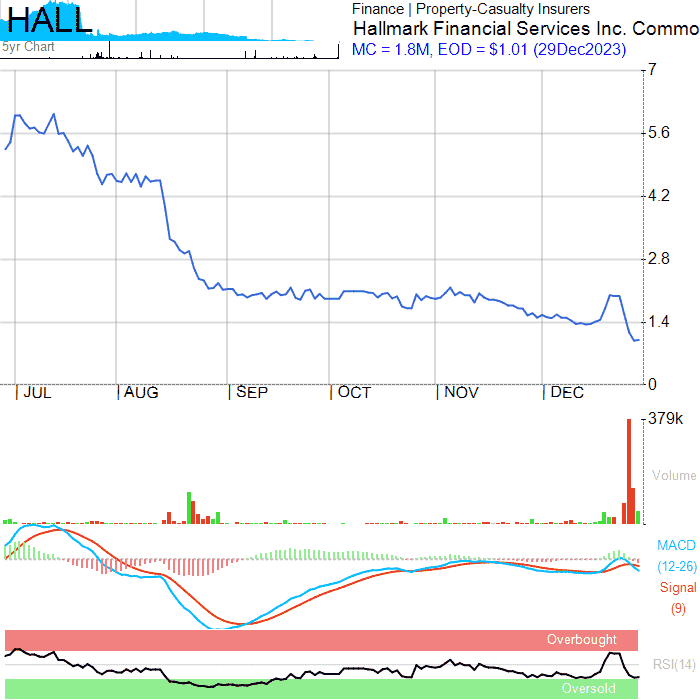 HALL
5yr Chart
Finance | Property-Casualty Insurers
Hallmark Financial Services Inc. Commo
MC = 1.8M, EOD = $1.01 (29Dec2023)
7
5.6
4.2
2.8
1.4
0
JUL AUG SEP OCT NOV DEC
379k
Volume
MACD
(12-26)
Signal
(9)
Overbought
RSI(14)
Oversold